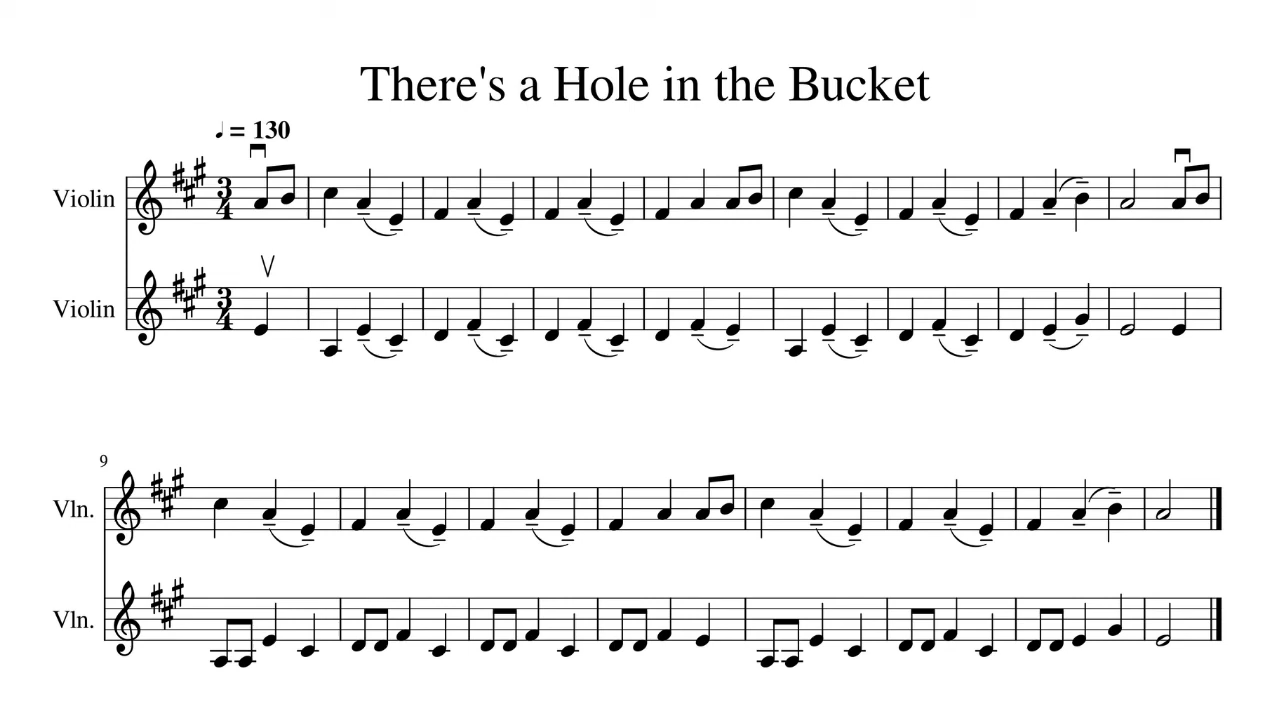 There's a Hole in the Bucket
♩ = 130
Violin
3/4
Violin
3/4
9
Vln.
Vln.